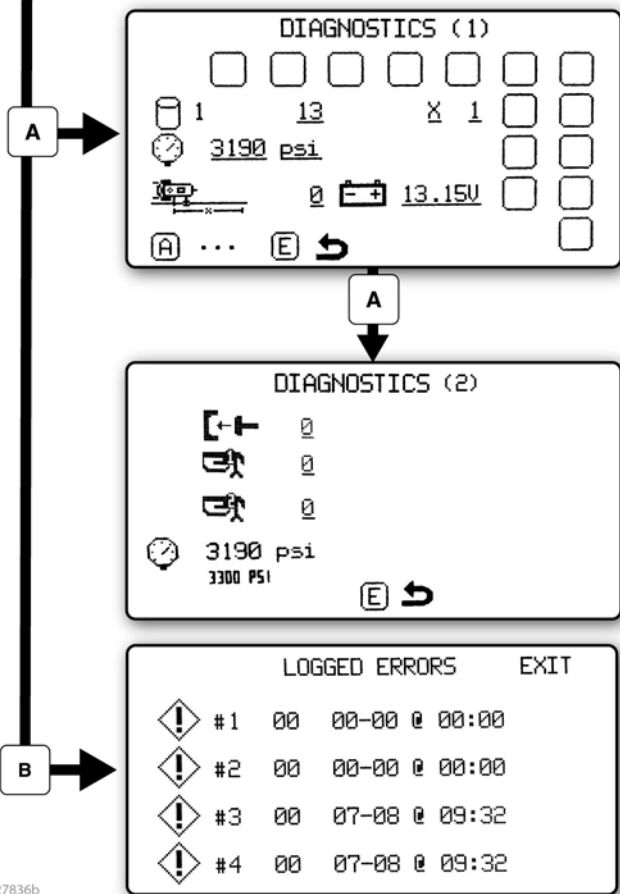 DIAGNOSTICS (1)
1 13 X 1
A
3190 psi
0 - + 13.15V
A ... E
A
DIAGNOSTICS (2)
0
0
0
3190 psi
3300 PSI
E
LOGGED ERRORS EXIT
#1 00 00-00 @ 00:00
#2 00 00-00 @ 00:00
B
#3 00 07-08 @ 09:32
#4 00 07-08 @ 09:32
27836b